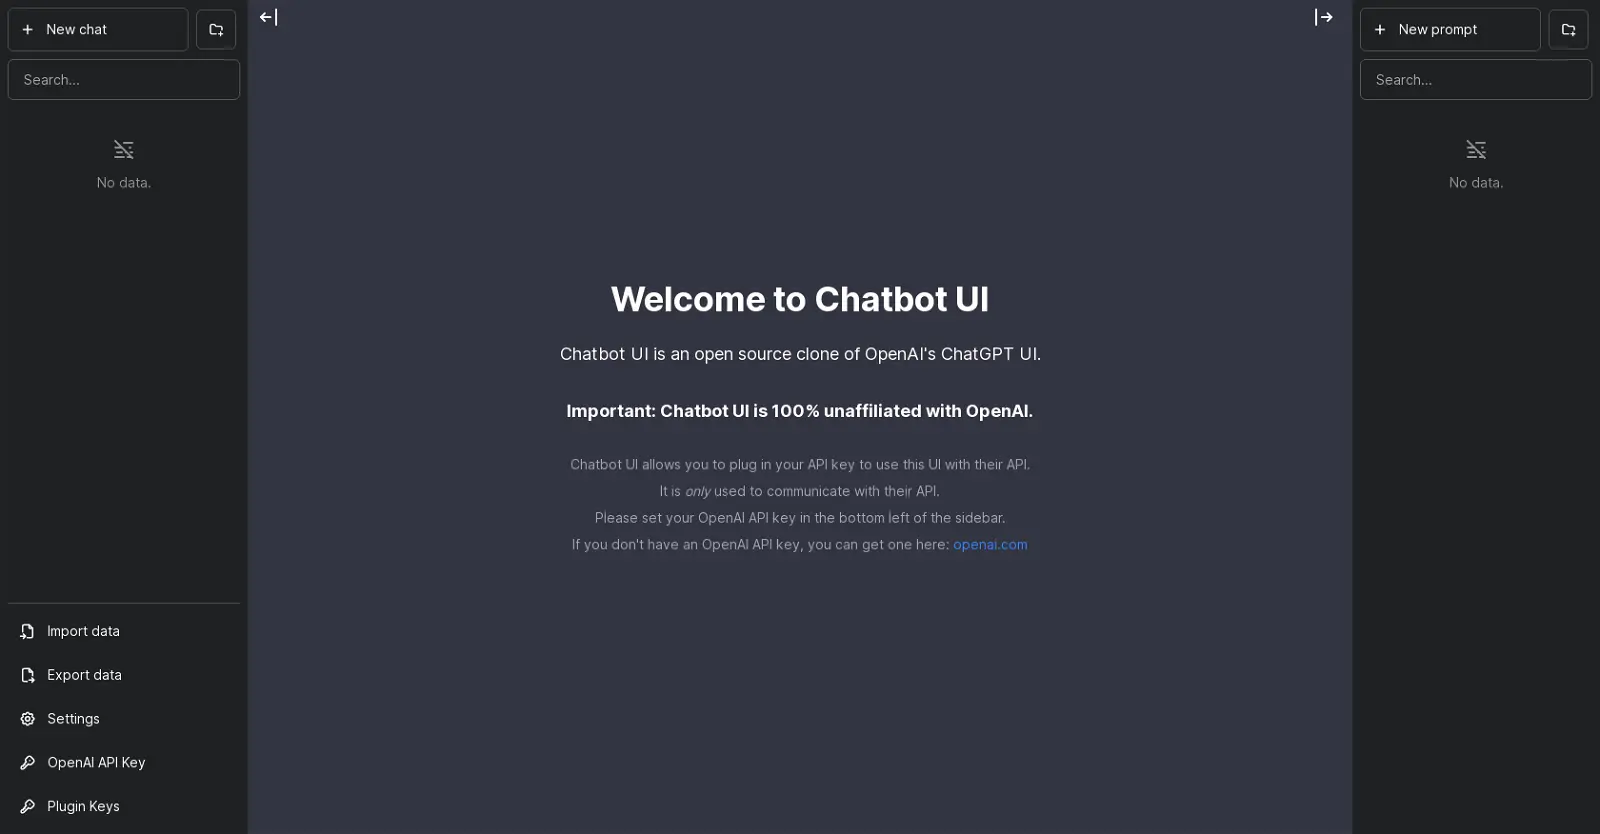 New chat
Search...
No data.
Import data
Export data
Settings
OpenAI API Key
Plugin Keys
Welcome to Chatbot UI
Chatbot UI is an open source clone of OpenAI's ChatGPT UI.
Important: Chatbot UI is 100% unaffiliated with OpenAI.
Chatbot UI allows you to plug in your API key to use this UI with their API.
It is only used to communicate with their API.
Please set your OpenAI API key in the bottom left of the sidebar.
If you don't have an OpenAI API key, you can get one here: openai.com
New prompt
Search...
No data.